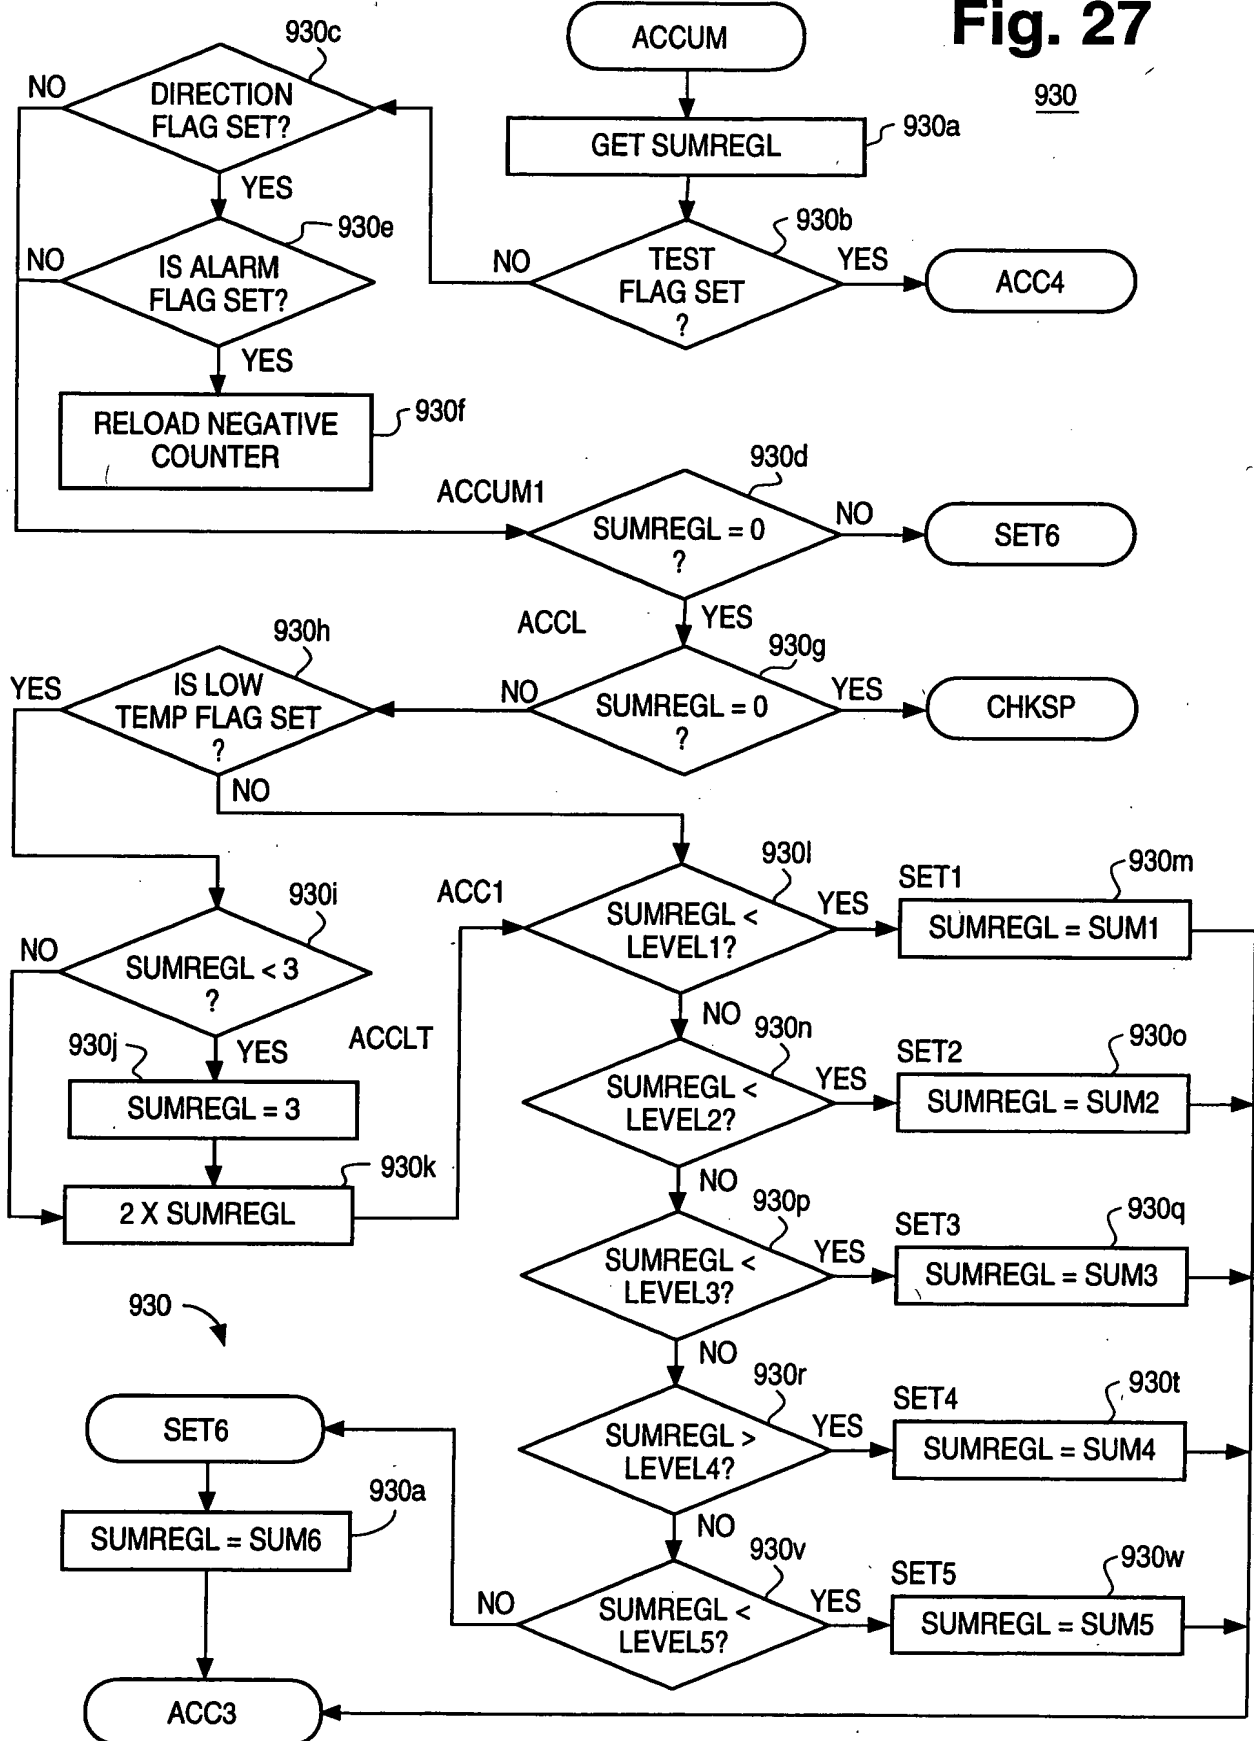 Fig. 27
930
ACCUM
930a
GET SUMREGL
930b
TEST
FLAG SET
?
YES
ACC4
NO
930c
DIRECTION
FLAG SET?
NO
YES
930e
IS ALARM
FLAG SET?
NO
YES
930f
RELOAD NEGATIVE
COUNTER
ACCUM1
930d
SUMREGL = 0
?
NO
SET6
YES
ACCL
930g
SUMREGL = 0
?
YES
CHKSP
NO
930h
IS LOW
TEMP FLAG SET
?
YES
NO
930i
SUMREGL < 3
?
NO
YES
930j
SUMREGL = 3
ACCLT
930k
2 X SUMREGL
ACC1
930l
SUMREGL <
LEVEL1?
YES
SET1
930m
SUMREGL = SUM1
NO
930n
SUMREGL <
LEVEL2?
YES
SET2
930o
SUMREGL = SUM2
NO
930p
SUMREGL <
LEVEL3?
YES
SET3
930q
SUMREGL = SUM3
NO
930r
SUMREGL >
LEVEL4?
YES
SET4
930t
SUMREGL = SUM4
NO
930v
SUMREGL <
LEVEL5?
YES
SET5
930w
SUMREGL = SUM5
NO
930
SET6
930a
SUMREGL = SUM6
ACC3